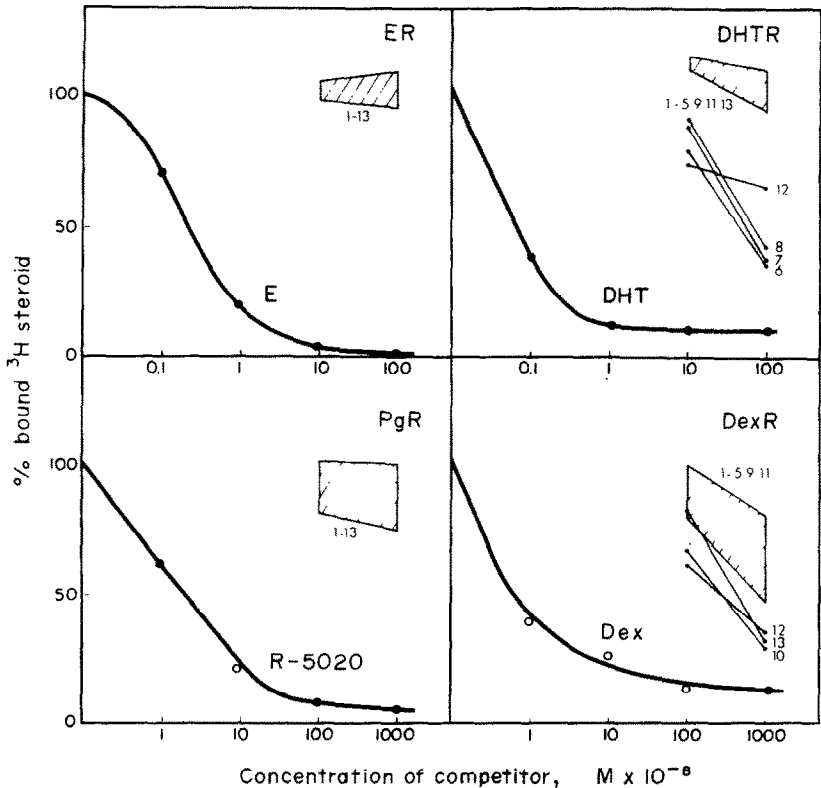 ER
100
50
0
1-13
E
0.1 1 10 100
DHTR
1-5 9 11 13
12
8
7
6
DHT
0.1 1 10 100
% bound ³H steroid
PgR
100
50
0
1-13
R-5020
1 10 100 1000
DexR
1-5 9 11
12
13
10
Dex
1 10 100 1000
Concentration of competitor, M x 10⁻⁸